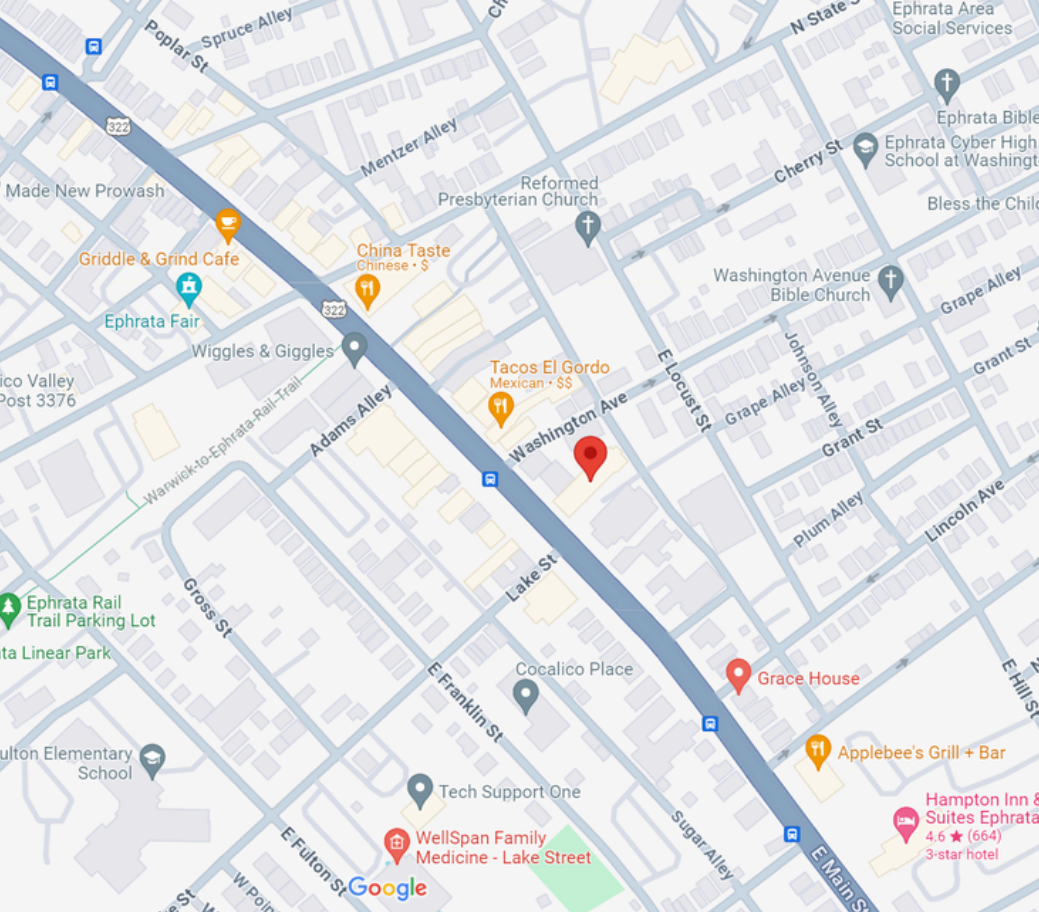 Ephrata Area
Social Services
N State S
Ch
Poplar St
Spruce Alley
322
Mentzer Alley
Cherry St
Ephrata Bible
Ephrata Cyber High
School at Washingt
Made New Prowash
Reformed
Presbyterian Church
Bless the Chil
Griddle & Grind Cafe
China Taste
Chinese • $
Washington Avenue
Bible Church
Grape Alley
Ephrata Fair
322
Wiggles & Giggles
Johnson Alley
Grant St
ico Valley
Post 3376
Tacos El Gordo
Mexican • $$
E Locust St
Adams Alley
Washington Ave
Grape Alley
Grant St
Warwick-to-Ephrata-Rail-Trail
Plum Alley
Lincoln Ave
Lake St
Ephrata Rail
Trail Parking Lot
Gross St
ta Linear Park
Cocalico Place
Grace House
E Hill St
E Franklin St
ulton Elementary
School
Applebee's Grill + Bar
Tech Support One
Hampton Inn &
Suites Ephrata
4.6 ★ (664)
3-star hotel
Sugar Alley
WellSpan Family
Medicine - Lake Street
E Fulton St
E Main S
Google
W Poin
e St